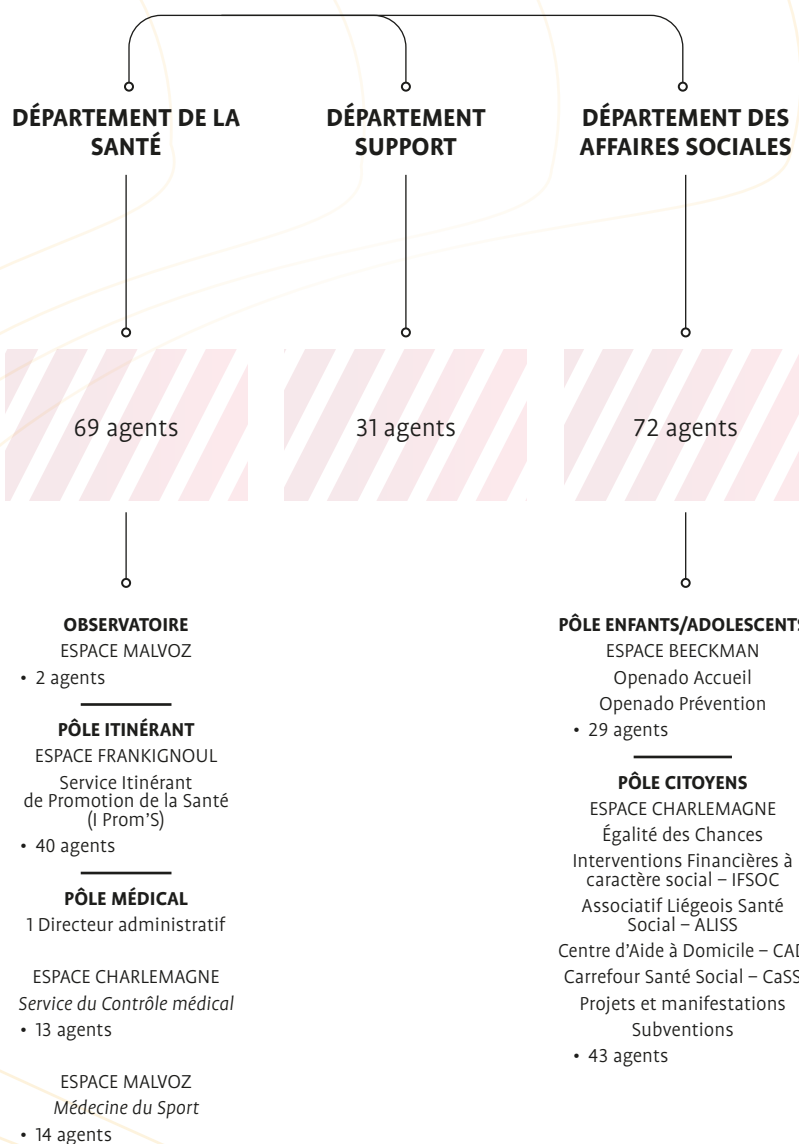 DÉPARTEMENT DE LA
SANTÉ
69 agents
OBSERVATOIRE
ESPACE MALVOZ
• 2 agents
PÔLE ITINÉRANT
ESPACE FRANKIGNOUL
Service Itinérant
de Promotion de la Santé
(I Prom'S)
• 40 agents
PÔLE MÉDICAL
1 Directeur administratif
ESPACE CHARLEMAGNE
Service du Contrôle médical
• 13 agents
ESPACE MALVOZ
Médecine du Sport
• 14 agents
DÉPARTEMENT
SUPPORT
31 agents
DÉPARTEMENT DES
AFFAIRES SOCIALES
72 agents
PÔLE ENFANTS/ADOLESCENTS
ESPACE BEECKMAN
Openado Accueil
Openado Prévention
• 29 agents
PÔLE CITOYENS
ESPACE CHARLEMAGNE
Égalité des Chances
Interventions Financières à
caractère social – IFSOC
Associatif Liégeois Santé
Social – ALISS
Centre d'Aide à Domicile – CAD
Carrefour Santé Social – CaSS
Projets et manifestations
Subventions
• 43 agents